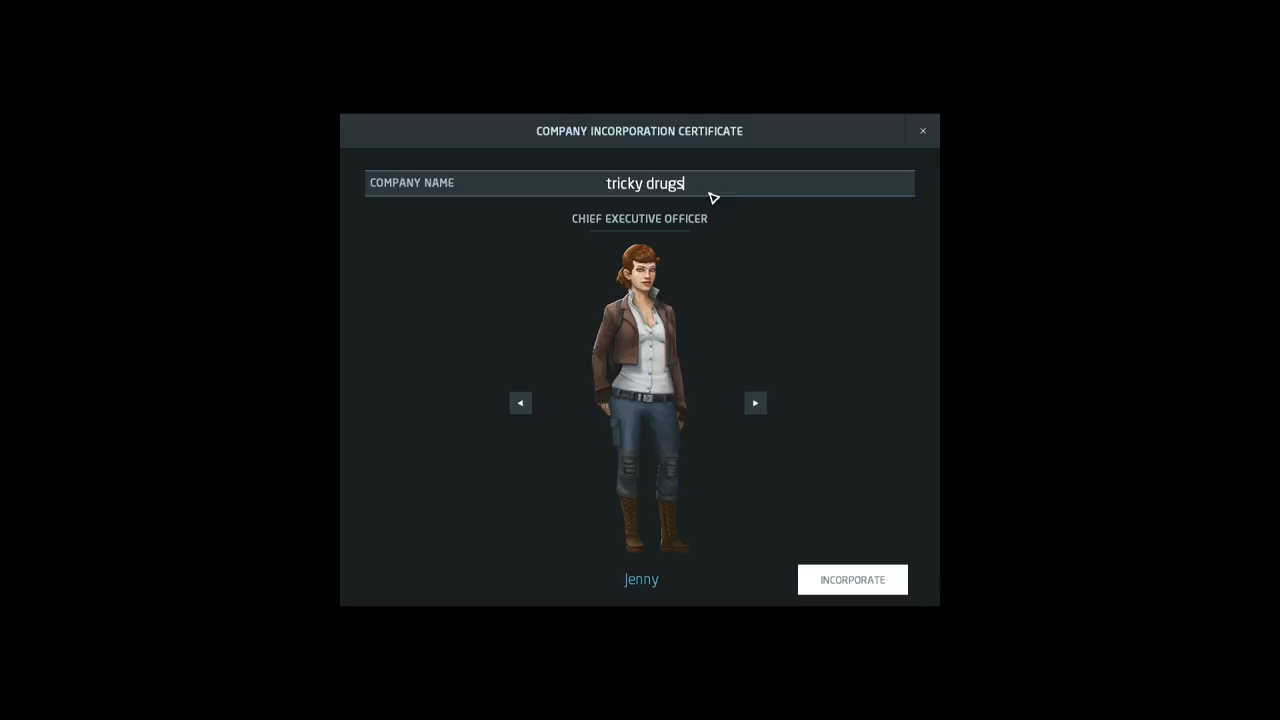 COMPANY INCORPORATION CERTIFICATE
×
COMPANY NAME tricky drugs
CHIEF EXECUTIVE OFFICER
Jenny
INCORPORATE